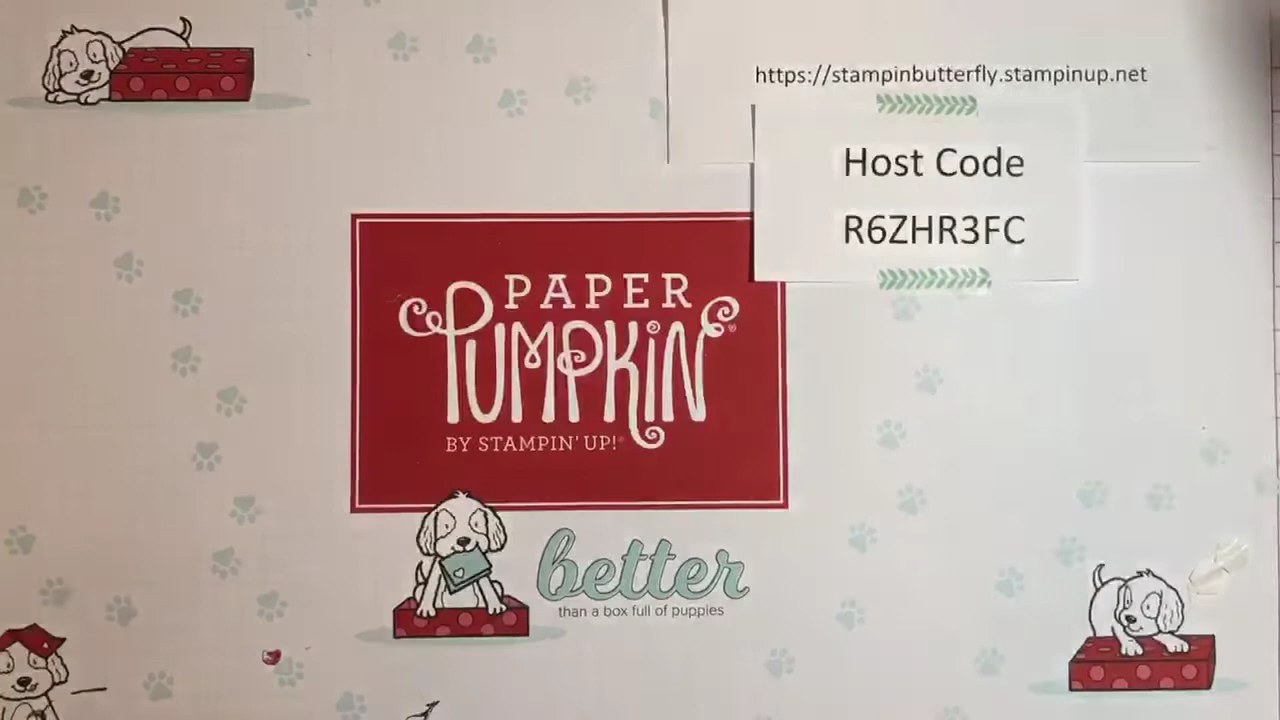 https://stampinbutterfly.stampinup.net
Host Code
R6ZHR3FC
PAPER
PUMPKIN®
BY STAMPIN' UP!®
better
than a box full of puppies